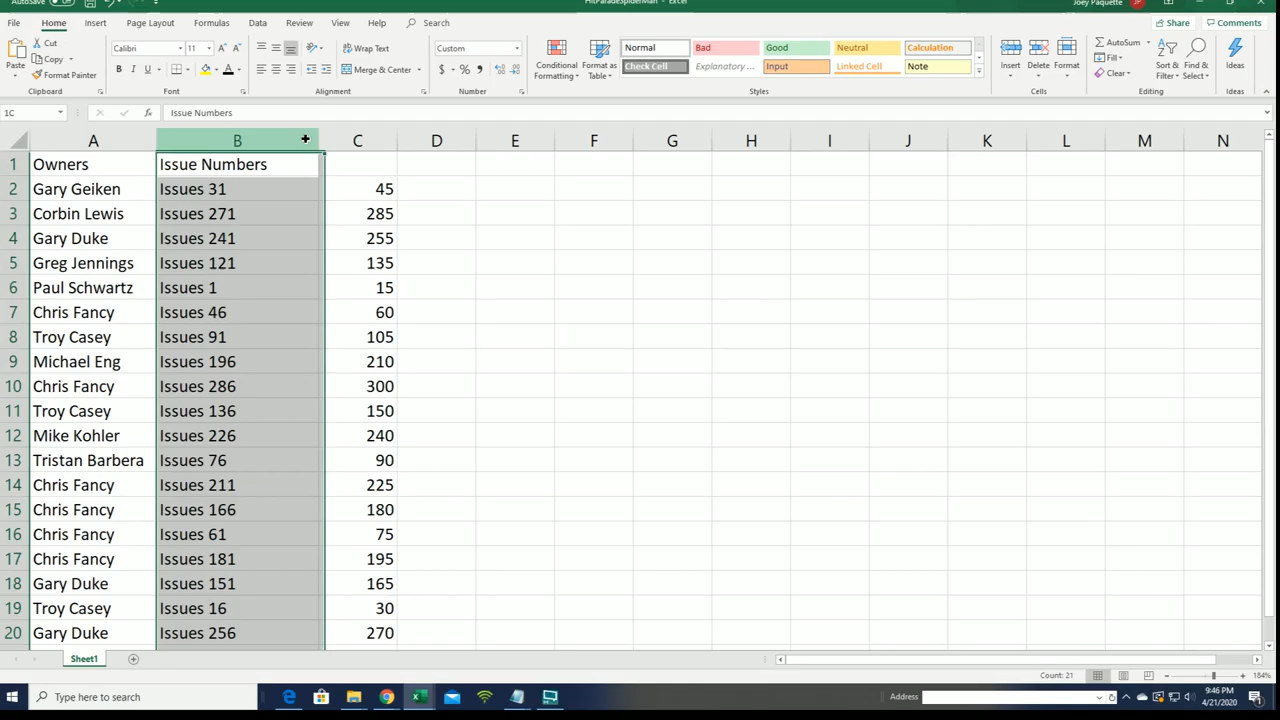 AutoSave Off HitParadeSpiderMan - Excel Joey Paquette JP
File Home Insert Page Layout Formulas Data Review View Help Search Share Comments
Paste Cut Copy Format Painter Clipboard
Calibri 11 B I U A Font
Wrap Text Merge & Center Alignment
Custom $ % , Number
Conditional Formatting Format as Table
Normal Bad Good Neutral Calculation
Check Cell Explanatory ... Input Linked Cell Note
Styles
Insert Delete Format Cells
AutoSum Fill Clear Sort & Filter Find & Select Editing
Ideas Ideas
1C fx Issue Numbers
A B C D E F G H I J K L M N
1 Owners Issue Numbers
2 Gary Geiken Issues 31 45
3 Corbin Lewis Issues 271 285
4 Gary Duke Issues 241 255
5 Greg Jennings Issues 121 135
6 Paul Schwartz Issues 1 15
7 Chris Fancy Issues 46 60
8 Troy Casey Issues 91 105
9 Michael Eng Issues 196 210
10 Chris Fancy Issues 286 300
11 Troy Casey Issues 136 150
12 Mike Kohler Issues 226 240
13 Tristan Barbera Issues 76 90
14 Chris Fancy Issues 211 225
15 Chris Fancy Issues 166 180
16 Chris Fancy Issues 61 75
17 Chris Fancy Issues 181 195
18 Gary Duke Issues 151 165
19 Troy Casey Issues 16 30
20 Gary Duke Issues 256 270
Sheet1
Count: 21 184%
Type here to search Address 9:46 PM
4/21/2020